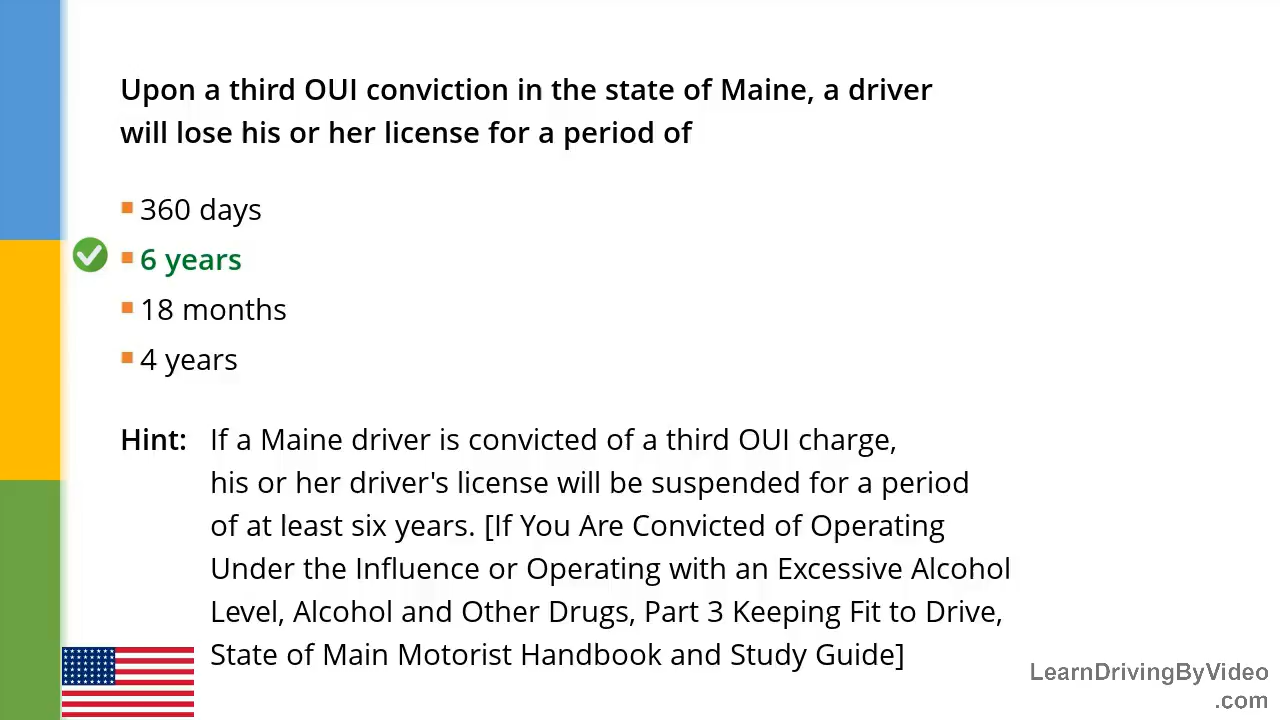 Upon a third OUI conviction in the state of Maine, a driver
will lose his or her license for a period of
360 days
6 years
18 months
4 years
Hint: If a Maine driver is convicted of a third OUI charge,
his or her driver's license will be suspended for a period
of at least six years. [If You Are Convicted of Operating
Under the Influence or Operating with an Excessive Alcohol
Level, Alcohol and Other Drugs, Part 3 Keeping Fit to Drive,
State of Main Motorist Handbook and Study Guide]
LearnDrivingByVideo
.com